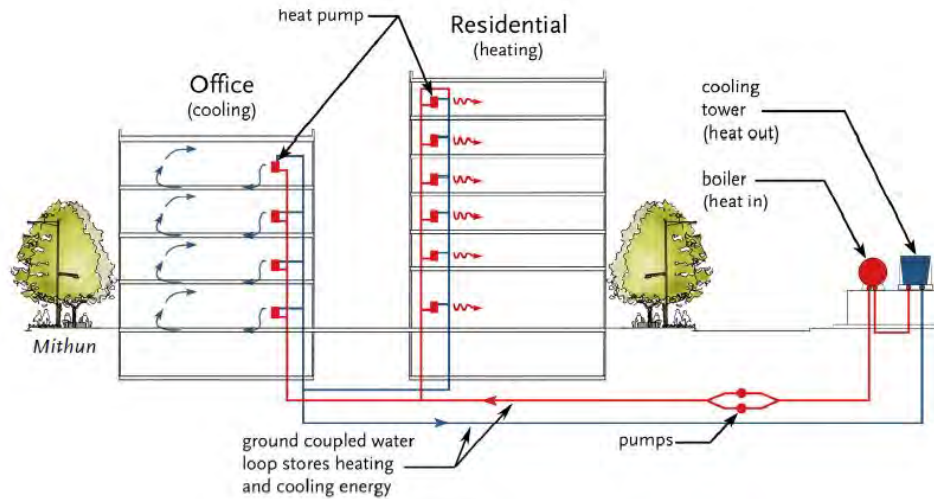 heat pump
Residential
(heating)
Office
(cooling)
cooling
tower
(heat out)
boiler
(heat in)
Mithun
ground coupled water
loop stores heating
and cooling energy
pumps